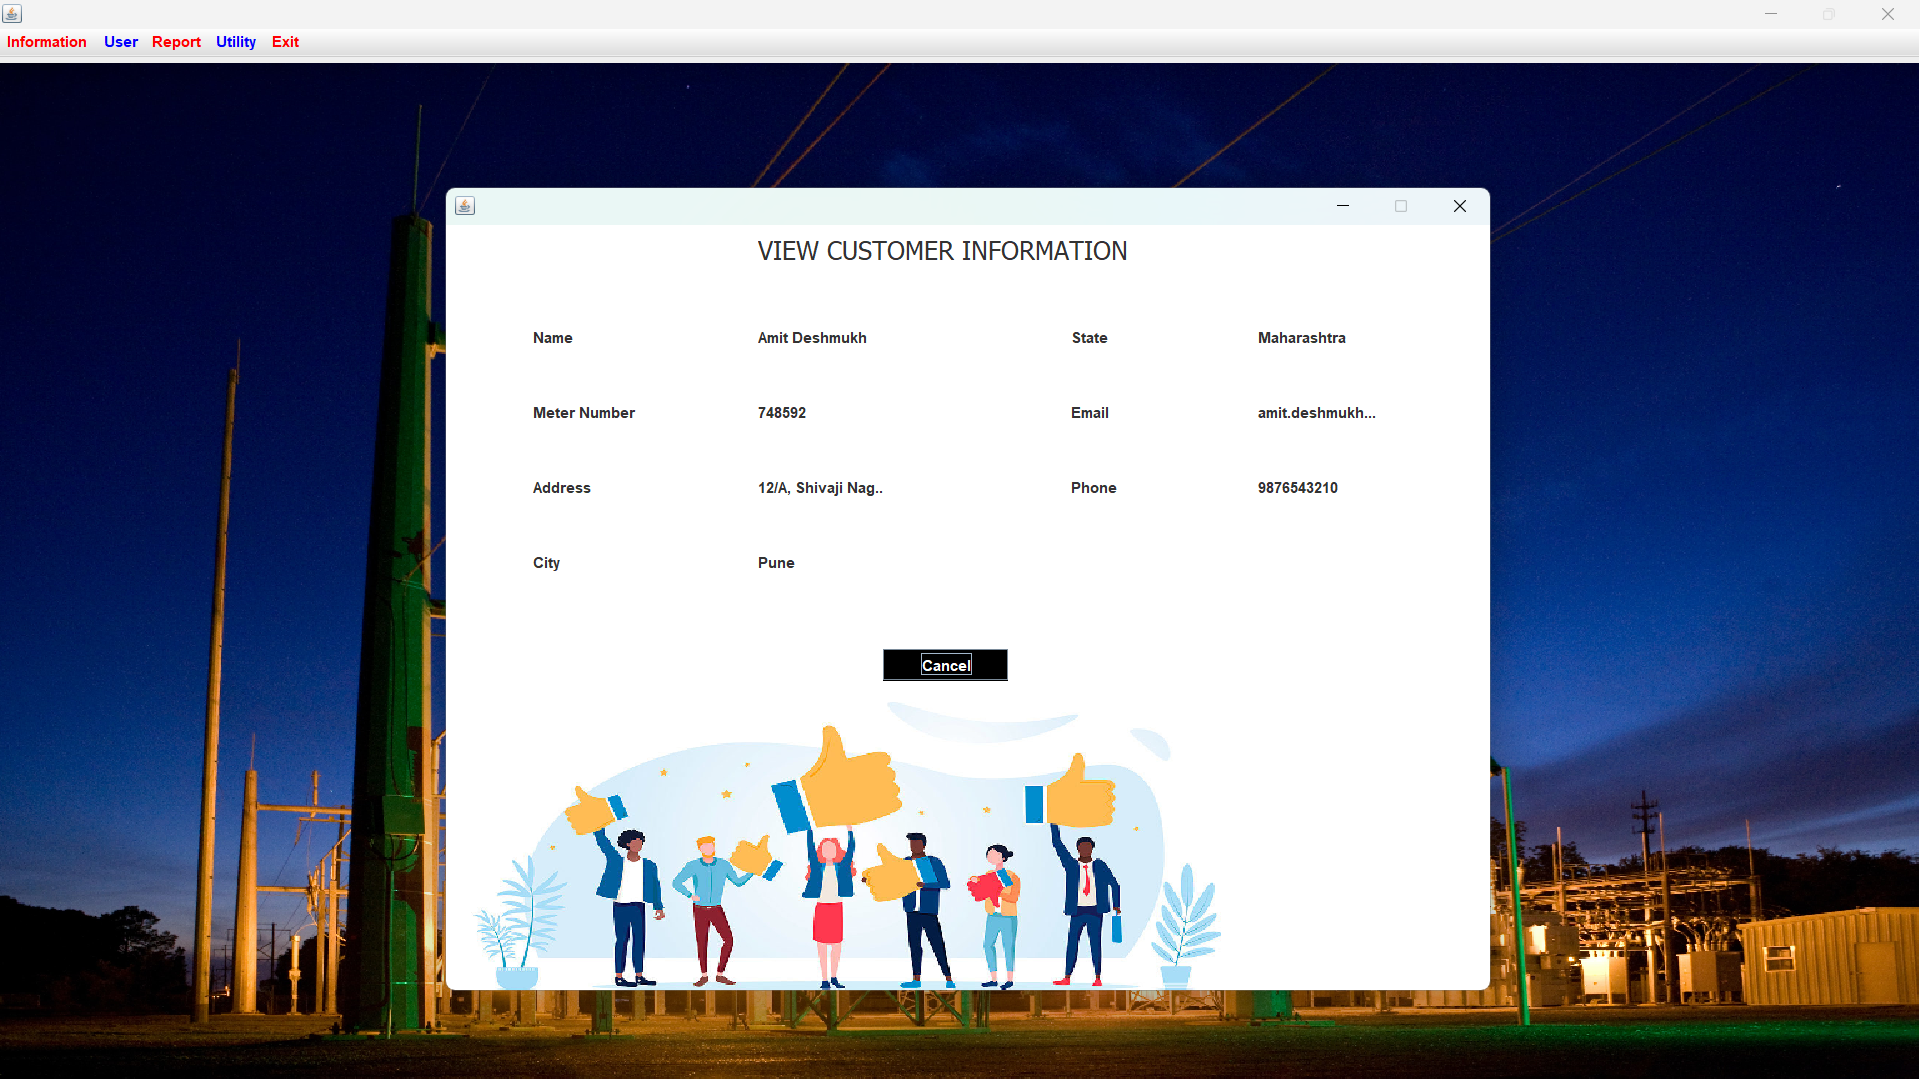 Information User Report Utility Exit
VIEW CUSTOMER INFORMATION
Name Amit Deshmukh State Maharashtra
Meter Number 748592 Email amit.deshmukh...
Address 12/A, Shivaji Nag.. Phone 9876543210
City Pune
Cancel